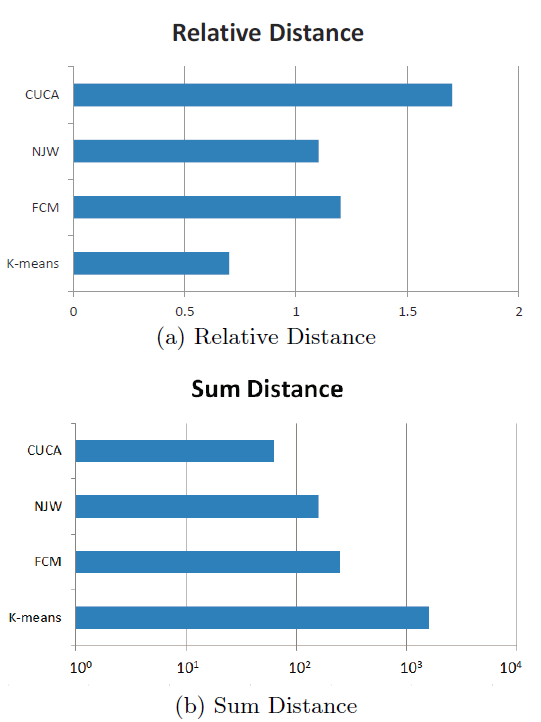 Relative Distance
CUCA
NJW
FCM
K-means
0 0.5 1 1.5 2
(a) Relative Distance
Sum Distance
CUCA
NJW
FCM
K-means
10⁰ 10¹ 10² 10³ 10⁴
(b) Sum Distance